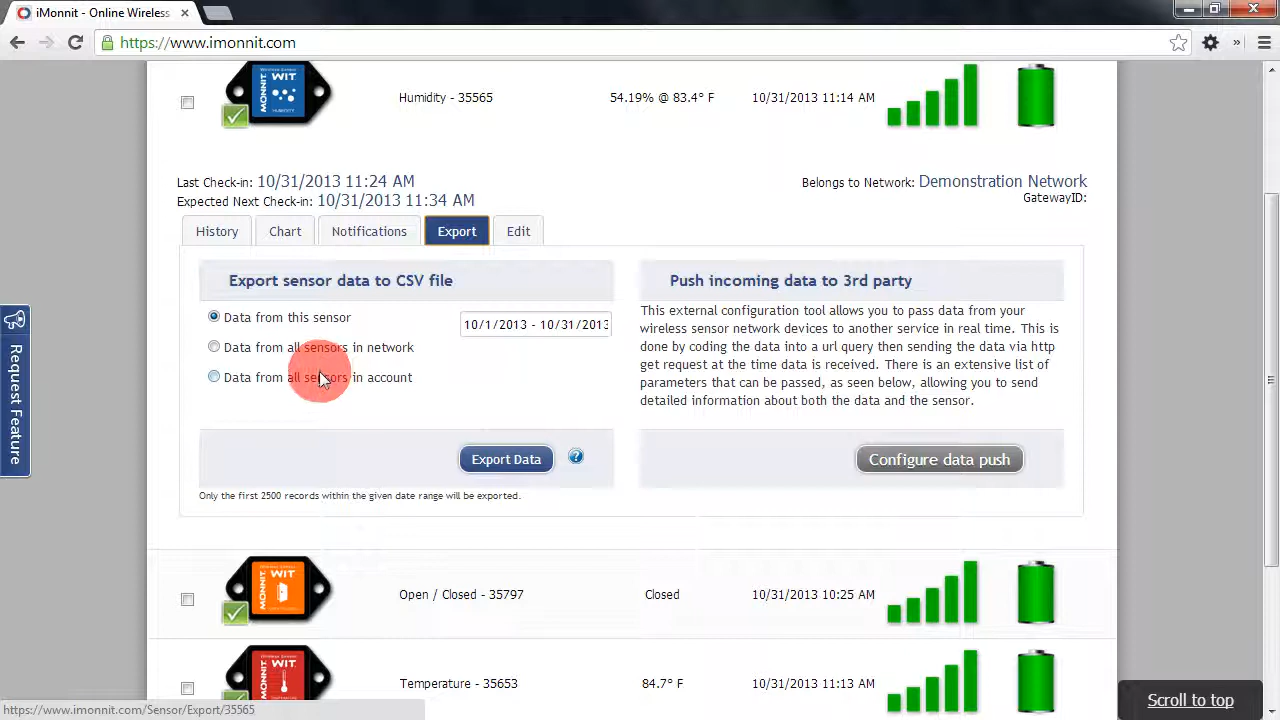 iMonnit - Online Wireless
https://www.imonnit.com
MONNIT WIT HUMIDITY
Humidity - 35565
54.19% @ 83.4° F
10/31/2013 11:14 AM
Last Check-in: 10/31/2013 11:24 AM
Expected Next Check-in: 10/31/2013 11:34 AM
Belongs to Network: Demonstration Network
GatewayID:
History
Chart
Notifications
Export
Edit
Export sensor data to CSV file
Data from this sensor
10/1/2013 - 10/31/2013
Data from all sensors in network
Data from all sensors in account
Export Data
Only the first 2500 records within the given date range will be exported.
Push incoming data to 3rd party
This external configuration tool allows you to pass data from your
wireless sensor network devices to another service in real time. This is
done by coding the data into a url query then sending the data via http
get request at the time data is received. There is an extensive list of
parameters that can be passed, as seen below, allowing you to send
detailed information about both the data and the sensor.
Configure data push
Request Feature
MONNIT WIT
Open / Closed - 35797
Closed
10/31/2013 10:25 AM
MONNIT WIT
Temperature - 35653
84.7° F
10/31/2013 11:13 AM
https://www.imonnit.com/Sensor/Export/35565
Scroll to top